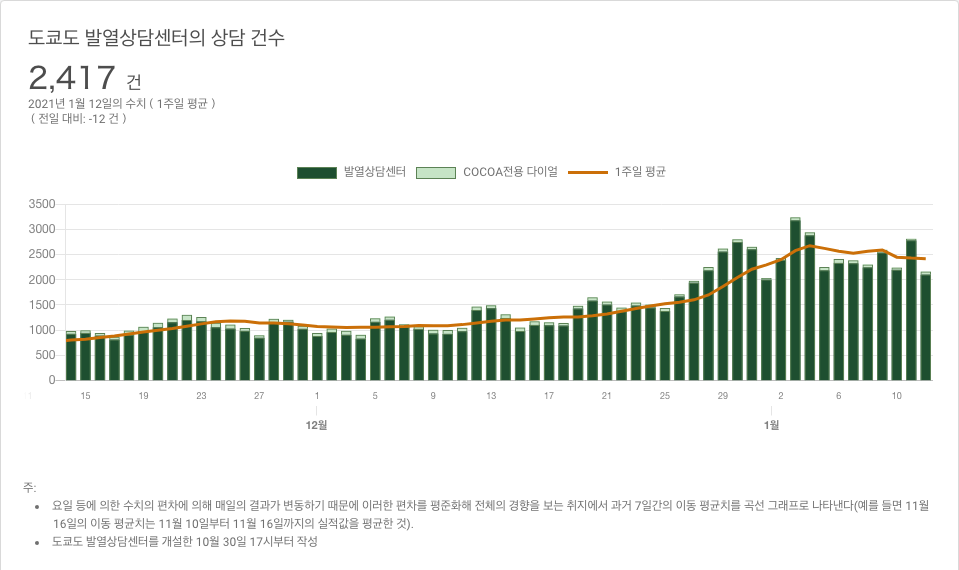 도쿄도 발열상담센터의 상담 건수
2,417 건
2021년 1월 12일의 수치 ( 1주일 평균 )
( 전일 대비: -12 건 )
발열상담센터 COCOA전용 다이얼 1주일 평균
3500
3000
2500
2000
1500
1000
500
0
15 19 23 27 1 5 9 13 17 21 25 29 2 6 10
12월 1월
주:
• 요일 등에 의한 수치의 편차에 의해 매일의 결과가 변동하기 때문에 이러한 편차를 평준화해 전체의 경향을 보는 취지에서 과거 7일간의 이동 평균치를 곡선 그래프로 나타낸다(예를 들면 11월
16일의 이동 평균치는 11월 10일부터 11월 16일까지의 실적값을 평균한 것).
• 도쿄도 발열상담센터를 개설한 10월 30일 17시부터 작성